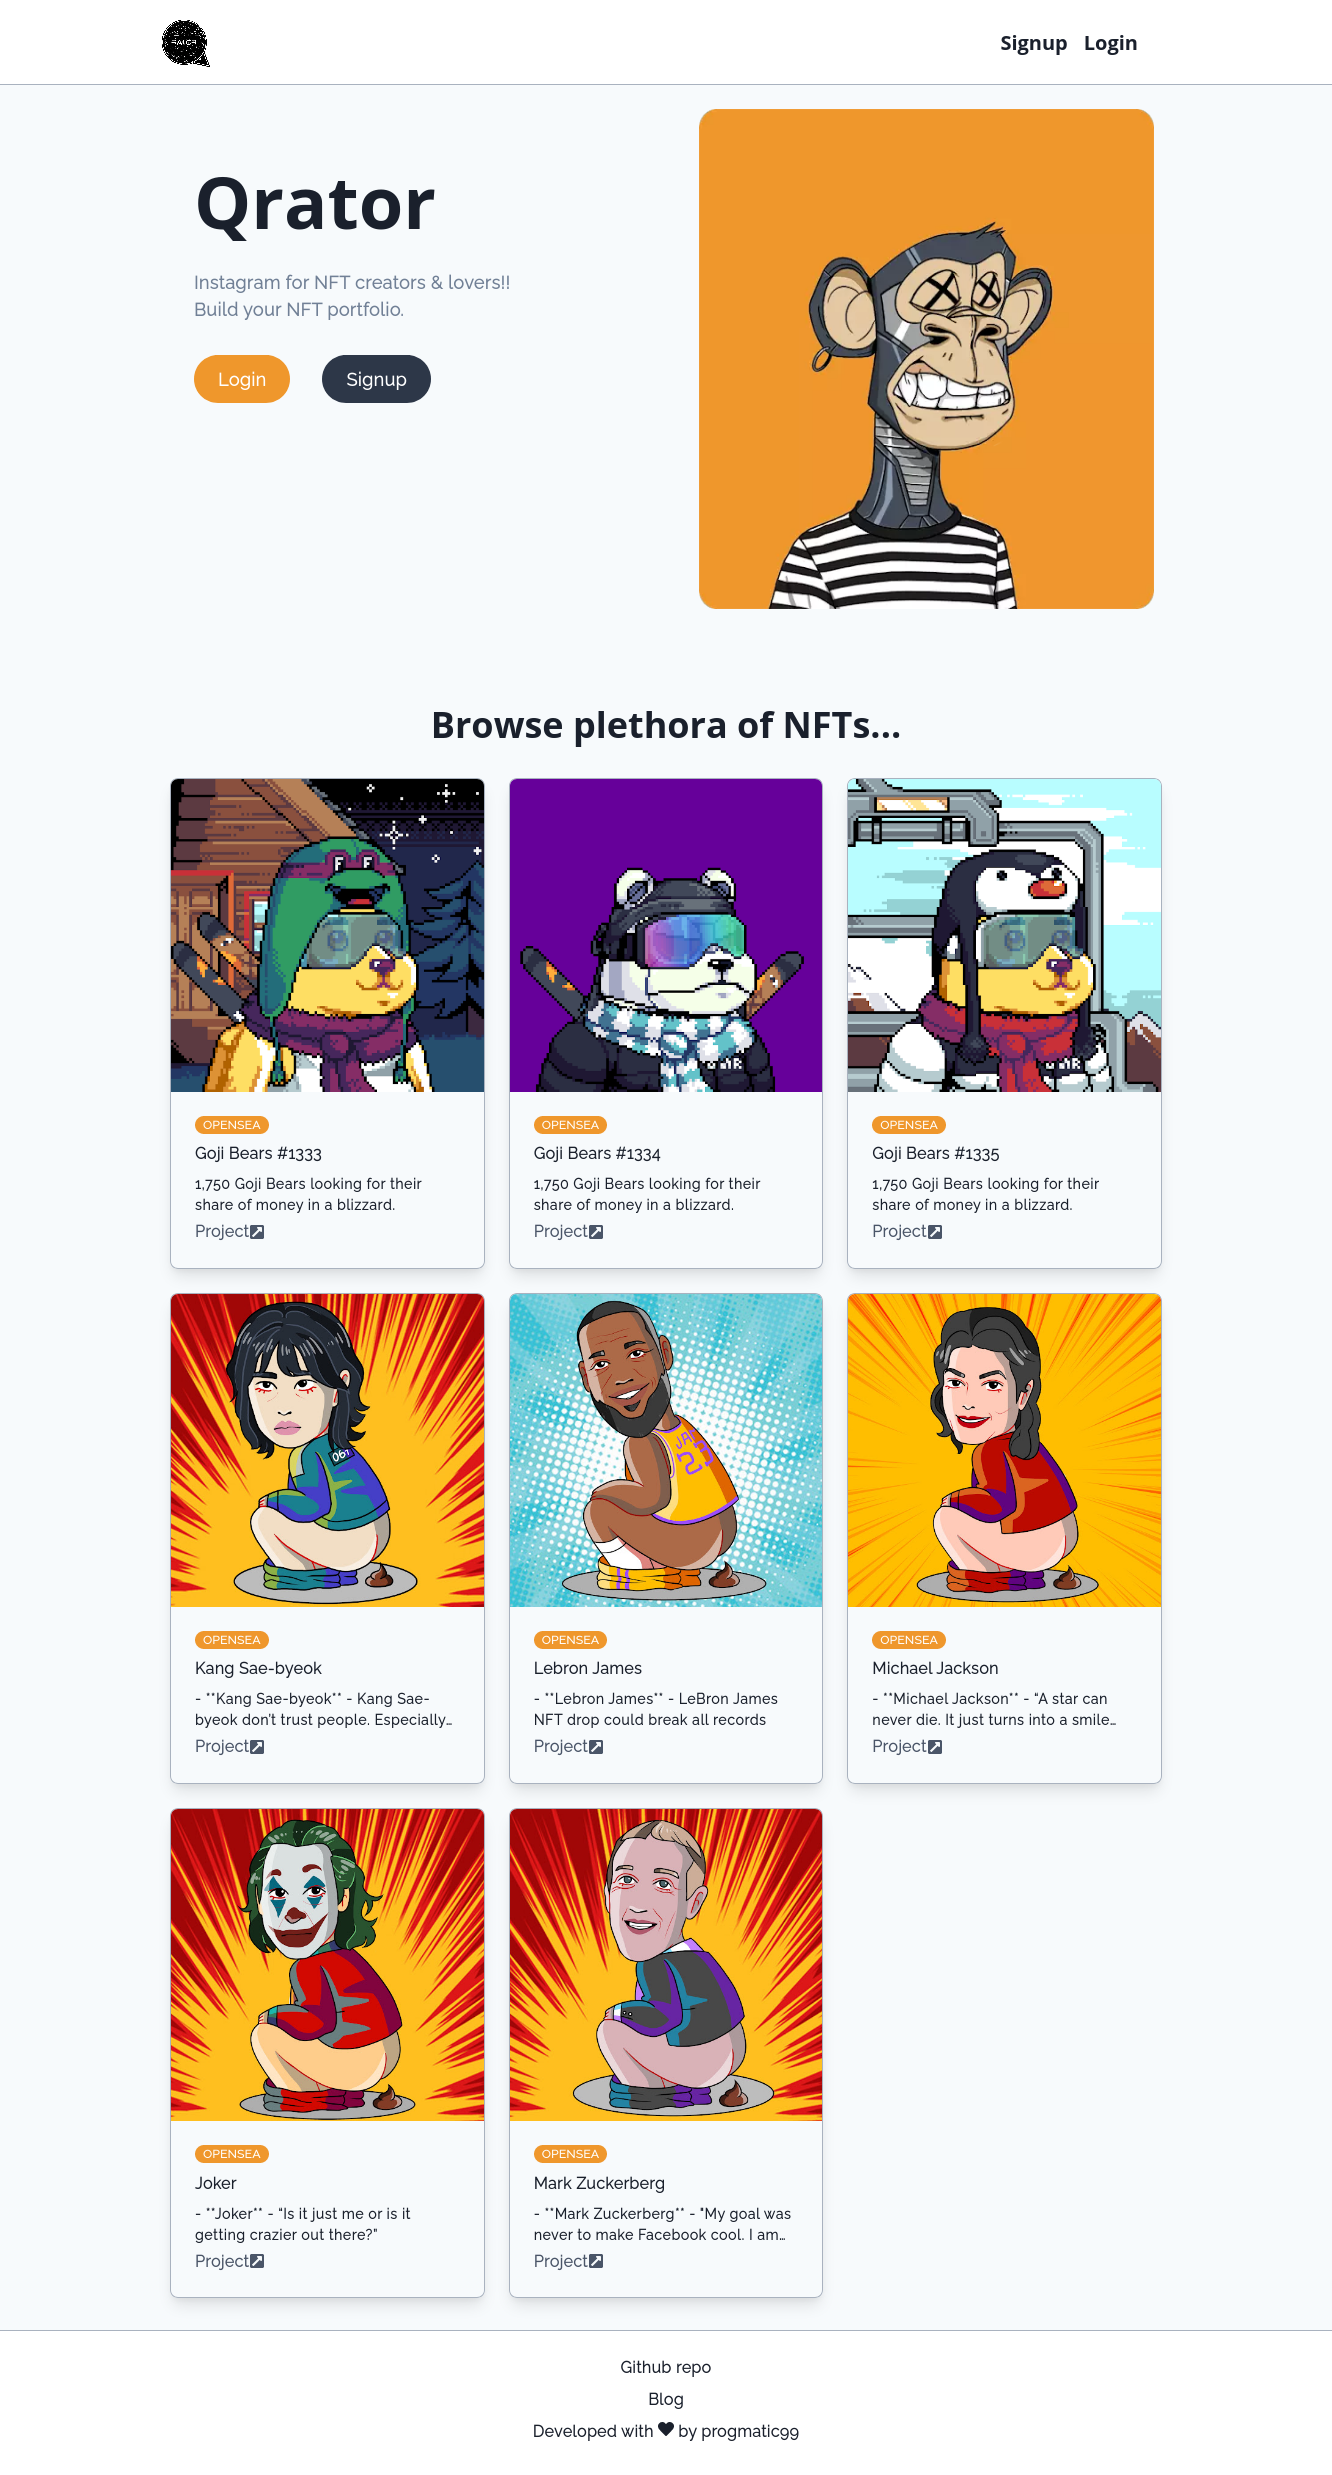 Signup Login
Qrator
Instagram for NFT creators & lovers!!
Build your NFT portfolio.
Login Signup
Browse plethora of NFTs...
F F
OPENSEA
Goji Bears #1333
1,750 Goji Bears looking for their
share of money in a blizzard.
Project
OPENSEA
Goji Bears #1334
1,750 Goji Bears looking for their
share of money in a blizzard.
Project
OPENSEA
Goji Bears #1335
1,750 Goji Bears looking for their
share of money in a blizzard.
Project
OPENSEA
Kang Sae-byeok
- **Kang Sae-byeok** - Kang Sae-
byeok don't trust people. Especially…
Project
OPENSEA
Lebron James
- **Lebron James** - LeBron James
NFT drop could break all records
Project
OPENSEA
Michael Jackson
- **Michael Jackson** - “A star can
never die. It just turns into a smile…
Project
OPENSEA
Joker
- **Joker** - “Is it just me or is it
getting crazier out there?”
Project
OPENSEA
Mark Zuckerberg
- **Mark Zuckerberg** - "My goal was
never to make Facebook cool. I am…
Project
Github repo
Blog
Developed with ♥ by progmatic99